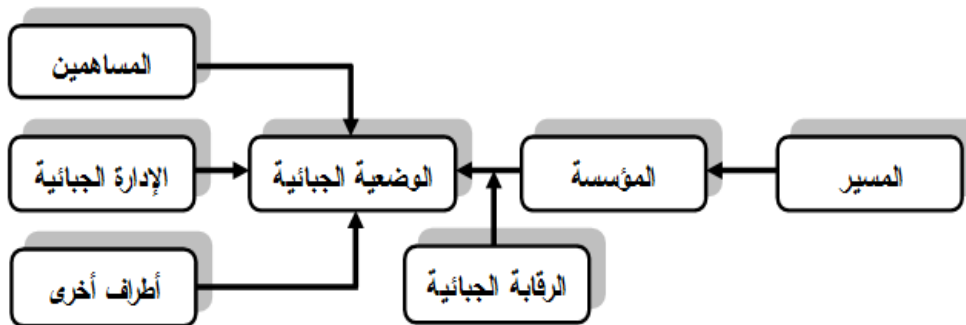 المساهمين
المسير
المؤسسة
الوضعية الجبائية
الإدارة الجبائية
الرقابة الجبائية
أطراف أخرى